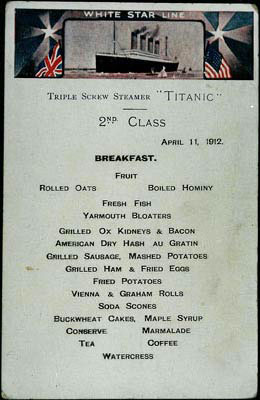 WHITE STAR LINE
TRIPLE SCREW STEAMER "TITANIC"
2ND. CLASS
APRIL 11, 1912.
BREAKFAST.
FRUIT
ROLLED OATS BOILED HOMINY
FRESH FISH
YARMOUTH BLOATERS
GRILLED OX KIDNEYS & BACON
AMERICAN DRY HASH AU GRATIN
GRILLED SAUSAGE, MASHED POTATOES
GRILLED HAM & FRIED EGGS
FRIED POTATOES
VIENNA & GRAHAM ROLLS
SODA SCONES
BUCKWHEAT CAKES, MAPLE SYRUP
CONSERVE MARMALADE
TEA COFFEE
WATERCRESS